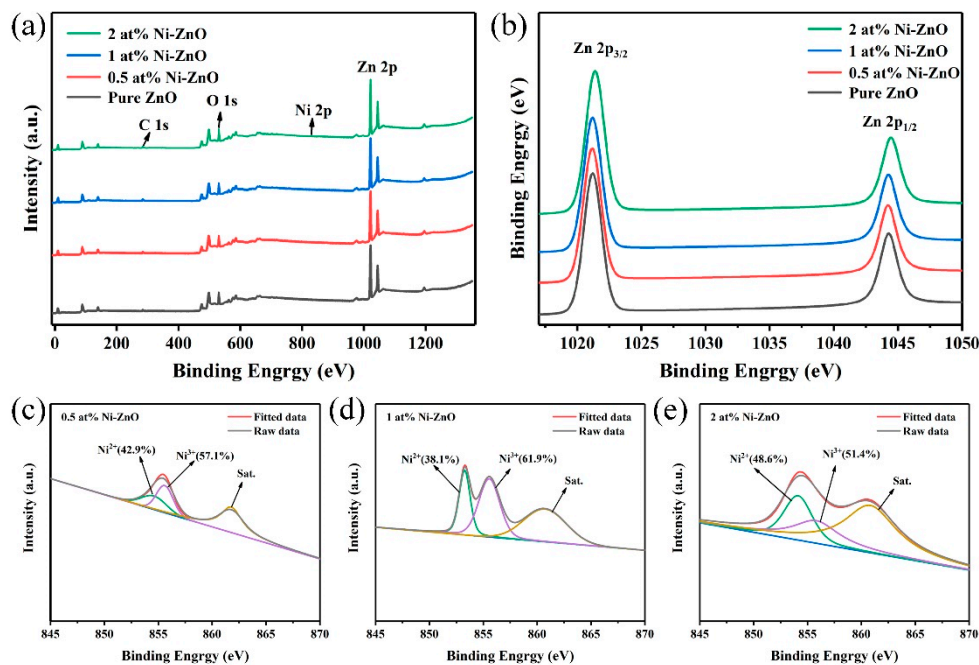 (a)
2 at% Ni-ZnO
1 at% Ni-ZnO
0.5 at% Ni-ZnO
Pure ZnO
Zn 2p
O 1s
Ni 2p
C 1s
Intensity (a.u.)
0 200 400 600 800 1000 1200
Binding Engrgy (eV)
(b)
2 at% Ni-ZnO
1 at% Ni-ZnO
0.5 at% Ni-ZnO
Pure ZnO
Zn 2p3/2
Zn 2p1/2
Binding Engrgy (eV)
1020 1025 1030 1035 1040 1045 1050
Binding Engrgy (eV)
(c)
0.5 at% Ni-ZnO
Fitted data
Raw data
Ni2+(42.9%)
Ni3+(57.1%)
Sat.
Intensity (a.u.)
845 850 855 860 865 870
Binding Engrgy (eV)
(d)
1 at% Ni-ZnO
Fitted data
Raw data
Ni2+(38.1%)
Ni3+(61.9%)
Sat.
Intensity (a.u.)
845 850 855 860 865 870
Binding Engrgy (eV)
(e)
2 at% Ni-ZnO
Fitted data
Raw data
Ni2+(48.6%)
Ni3+(51.4%)
Sat.
Intensity (a.u.)
845 850 855 860 865 870
Binding Engrgy (eV)